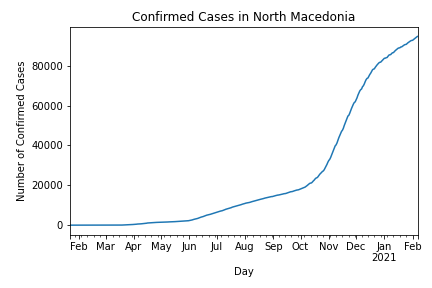 Confirmed Cases in North Macedonia
Number of Confirmed Cases
80000
60000
40000
20000
0
Feb Mar Apr May Jun Jul Aug Sep Oct Nov Dec Jan Feb
2021
Day